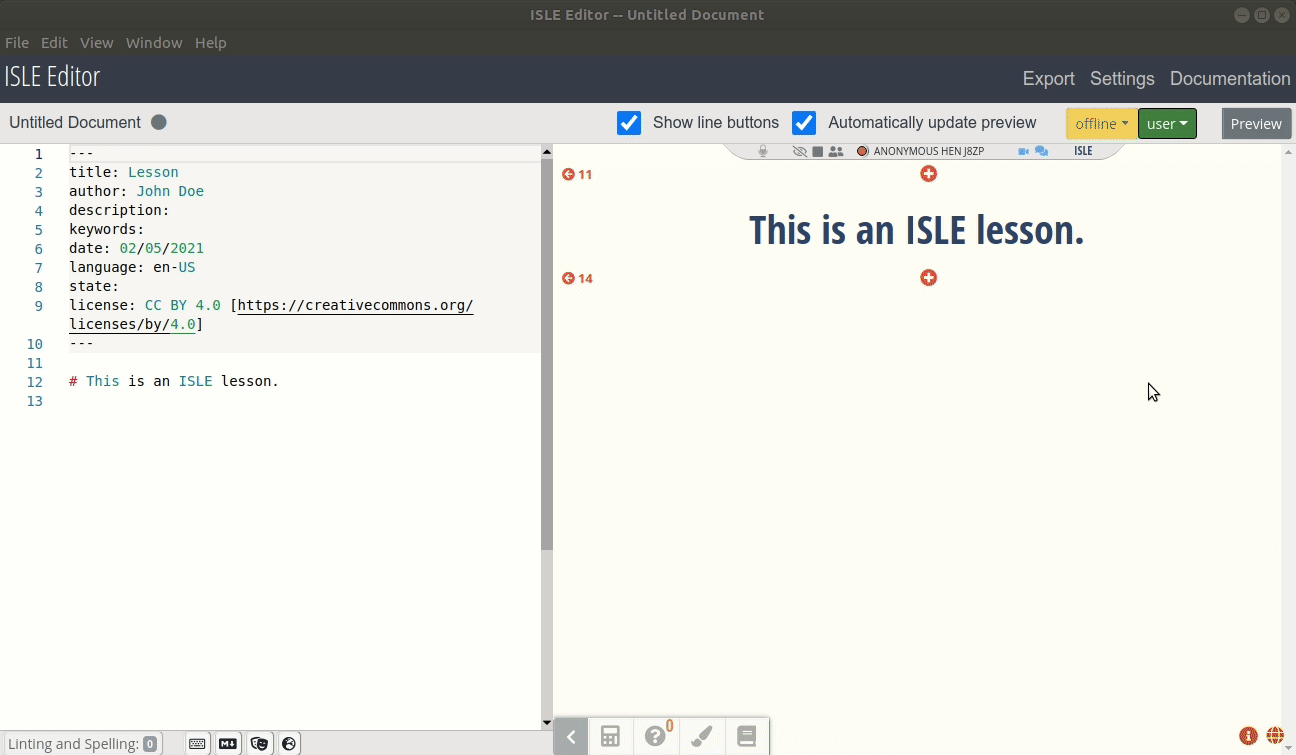 ISLE Editor -- Untitled Document
File Edit View Window Help
ISLE Editor
Export Settings Documentation
Untitled Document
Show line buttons
Automatically update preview
offline
user
Preview
ANONYMOUS HEN J8ZP
ISLE
1 ---
2 title: Lesson
3 author: John Doe
4 description:
5 keywords:
6 date: 02/05/2021
7 language: en-US
8 state:
9 license: CC BY 4.0 [https://creativecommons.org/
licenses/by/4.0]
10 ---
11
12 # This is an ISLE lesson.
13
11
This is an ISLE lesson.
14
Linting and Spelling: 0
M
0